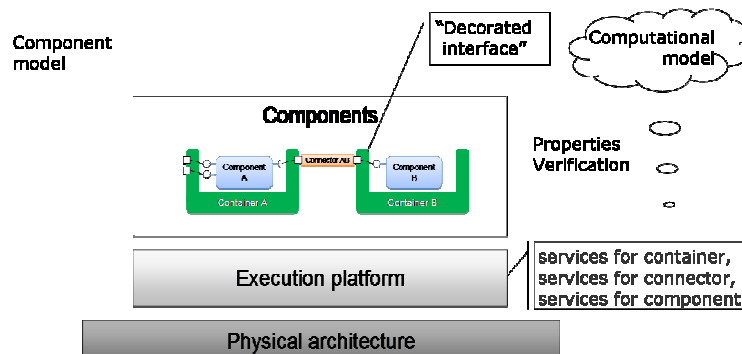 Component
model
"Decorated
interface"
Computational
model
Components
Properties
Verification
Component
A
Connector AB
Component
B
Container A
Container B
Execution platform
services for container,
services for connector,
services for component
Physical architecture